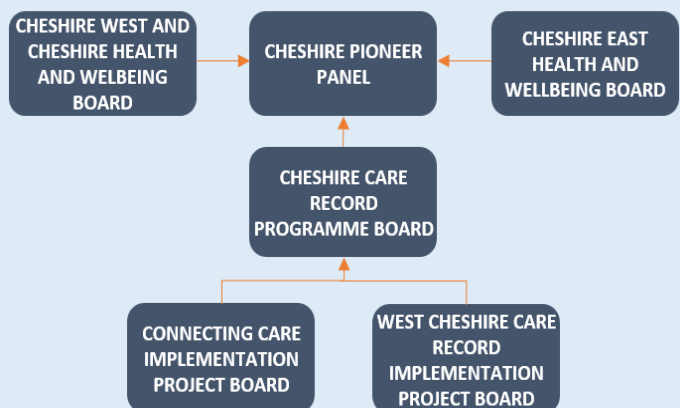 CHESHIRE WEST AND
CHESHIRE HEALTH
AND WELBEING
BOARD
CHESHIRE PIONEER
PANEL
CHESHIRE EAST
HEALTH AND
WELLBEING BOARD
CHESHIRE CARE
RECORD
PROGRAMME BOARD
CONNECTING CARE
IMPLEMENTATION
PROJECT BOARD
WEST CHESHIRE CARE
RECORD
IMPLEMENTATION
PROJECT BOARD